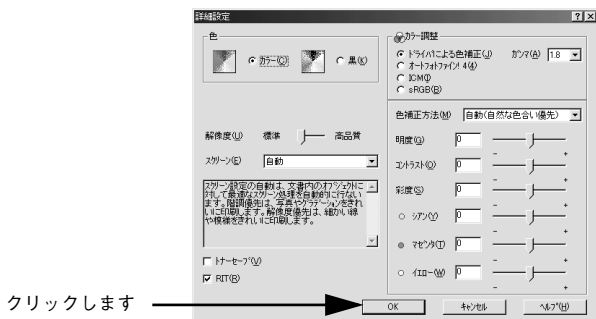 詳細設定
色
カラー(C)
黒(K)
解像度(U) 標準 高品質
スクリーン(E) 自動
スクリーン設定の自動は、文書内のオブジェクトに
対して最適なスクリーン処理を自動的に行ない
ます。階調優先は、写真やグラデーションをきれ
いに印刷します。解像度優先は、細かい線
や模様をきれいに印刷します。
トナーセーブ(V)
RIT(R)
カラー調整
ドライバによる色補正(J) ガンマ(A) 1.8
オートフォトファイン!4(4)
ICM(I)
sRGB(B)
色補正方法(M) 自動(自然な色合い優先)
明度(G) 0
- +
コントラスト(O) 0
- +
彩度(S) 0
- +
シアン(Y) 0
- +
マゼンタ(T) 0
- +
イエロー(W) 0
- +
クリックします
OK キャンセル ヘルプ(H)